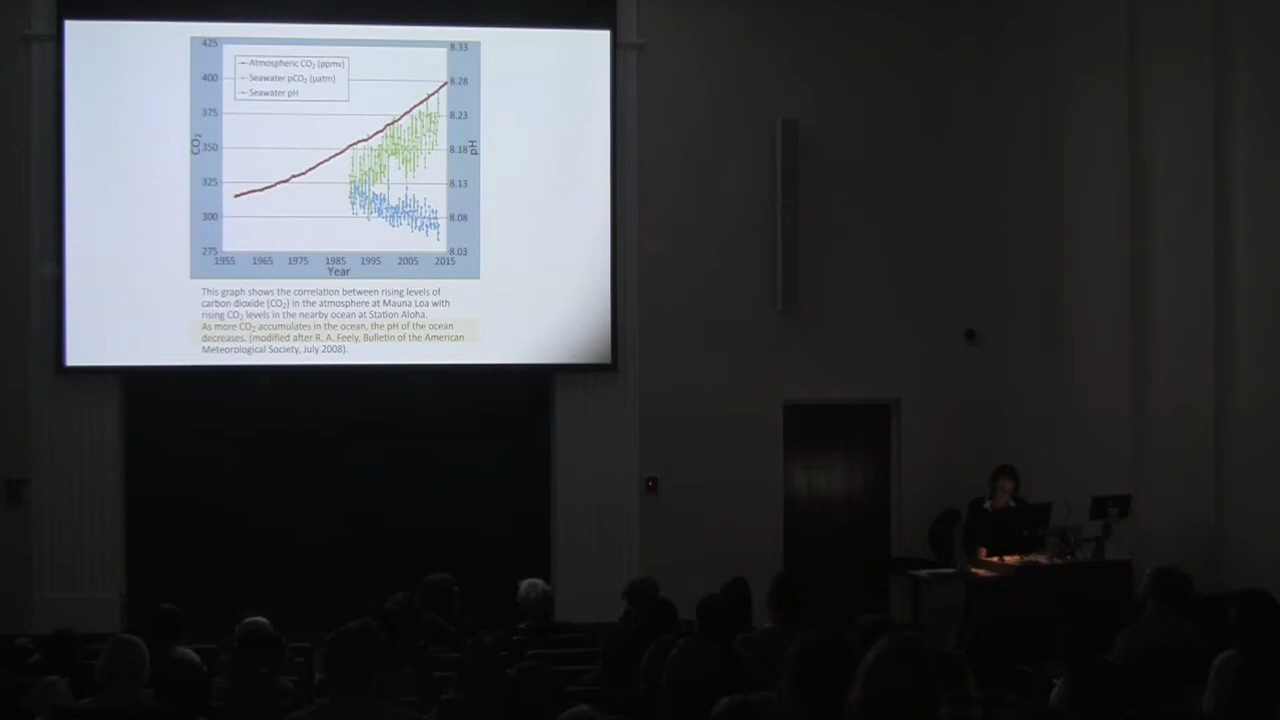 425
8.33
Atmospheric CO₂ (ppmv)
Seawater pCO₂ (µatm)
Seawater pH
400
8.28
375
8.23
CO₂
350
8.18
pH
325
8.13
300
8.08
275
8.03
1955 1965 1975 1985 1995 2005 2015
Year
This graph shows the correlation between rising levels of
carbon dioxide (CO₂) in the atmosphere at Mauna Loa with
rising CO₂ levels in the nearby ocean at Station Aloha.
As more CO₂ accumulates in the ocean, the pH of the ocean
decreases. (modified after R. A. Feely, Bulletin of the American
Meteorological Society, July 2008).